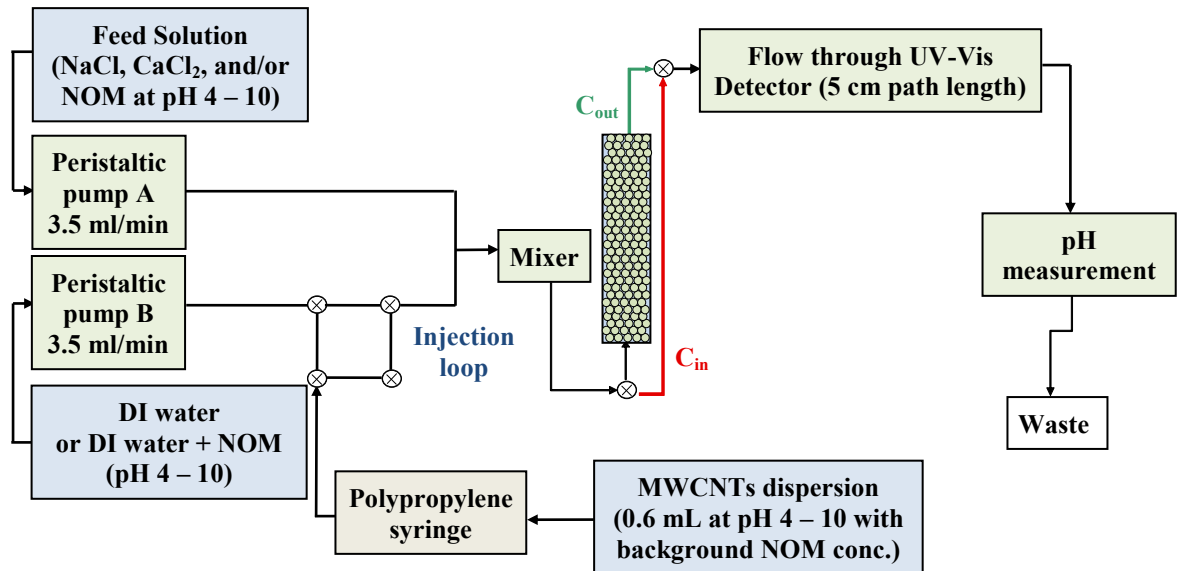 Feed Solution
(NaCl, CaCl₂, and/or
NOM at pH 4 – 10)
Peristaltic
pump A
3.5 ml/min
Peristaltic
pump B
3.5 ml/min
DI water
or DI water + NOM
(pH 4 – 10)
Injection
loop
Polypropylene
syringe
MWCNTs dispersion
(0.6 mL at pH 4 – 10 with
background NOM conc.)
Mixer
C_out
C_in
Flow through UV-Vis
Detector (5 cm path length)
pH
measurement
Waste